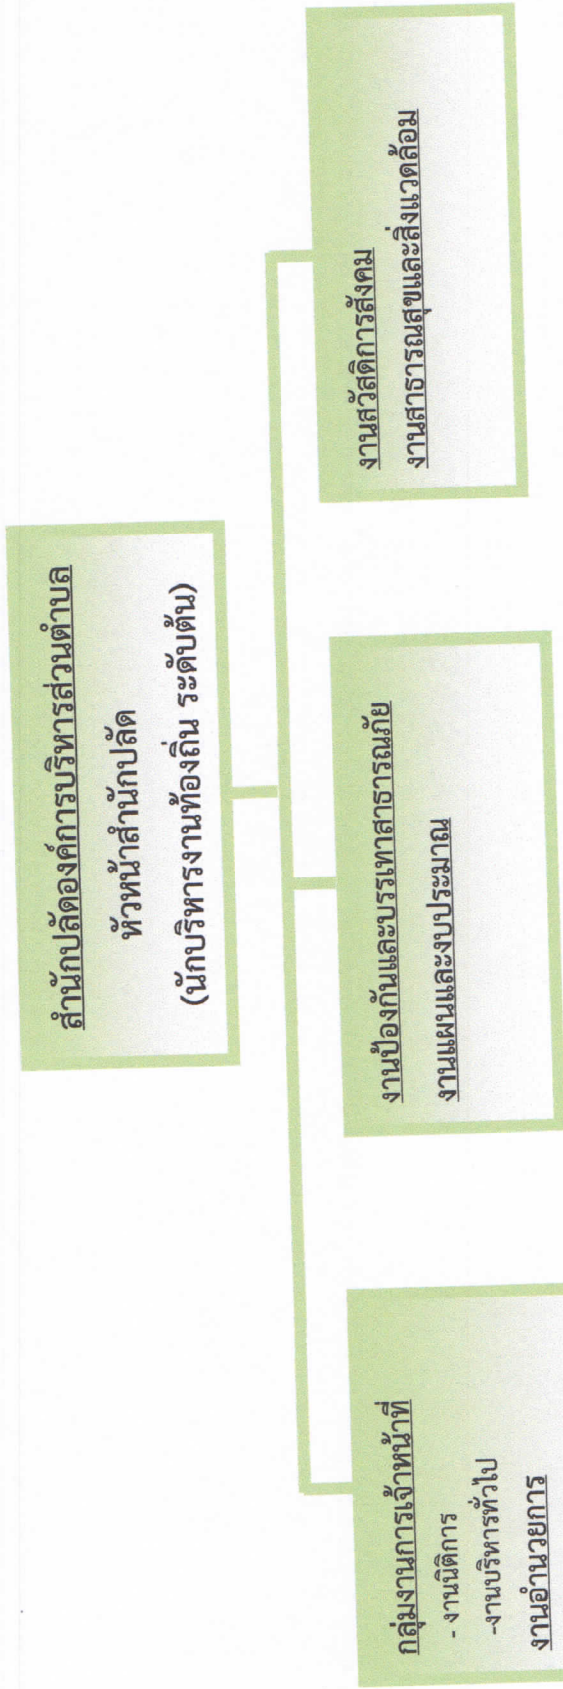 สำนักปลัดองค์การบริหารส่วนตำบล
หัวหน้าสำนักปลัด
(นักบริหารงานท้องถิ่น ระดับต้น)
กลุ่มงานการเจ้าหน้าที่
- งานนิติการ
-งานบริหารทั่วไป
งานอำนวยการ
งานป้องกันและบรรเทาสาธารณภัย
งานแผนและงบประมาณ
งานสวัสดิการสังคม
งานสาธารณสุขและสิ่งแวดล้อม